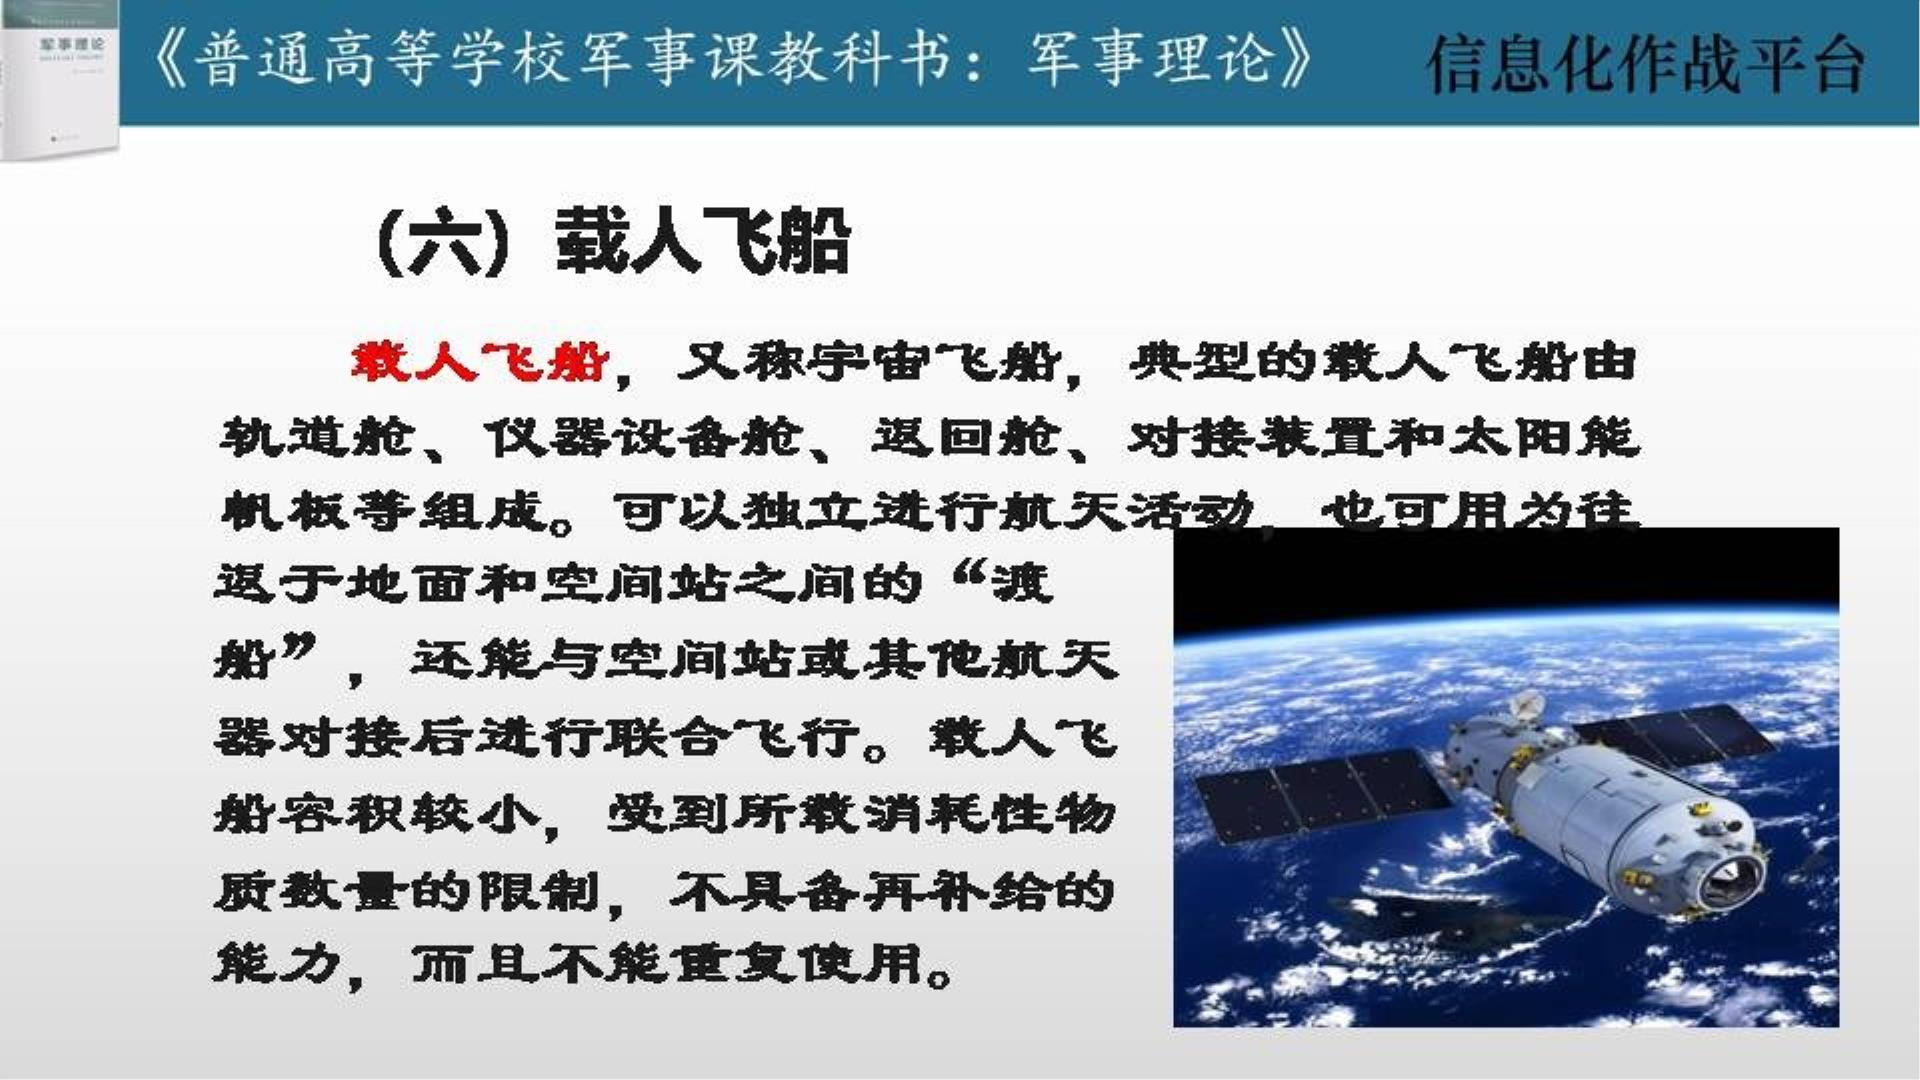 军事理论
《普通高等学校军事课教科书：军事理论》
信息化作战平台
（六）载人飞船
载人飞船，又称宇宙飞船，典型的载人飞船由
轨道舱、仪器设备舱、返回舱、对接装置和太阳能
帆板等组成。可以独立进行航天活动，也可用为往
返于地面和空间站之间的“渡
船”，还能与空间站或其他航天
器对接后进行联合飞行。载人飞
船容积较小，受到所载消耗性物
质数量的限制，不具备再补给的
能力，而且不能重复使用。